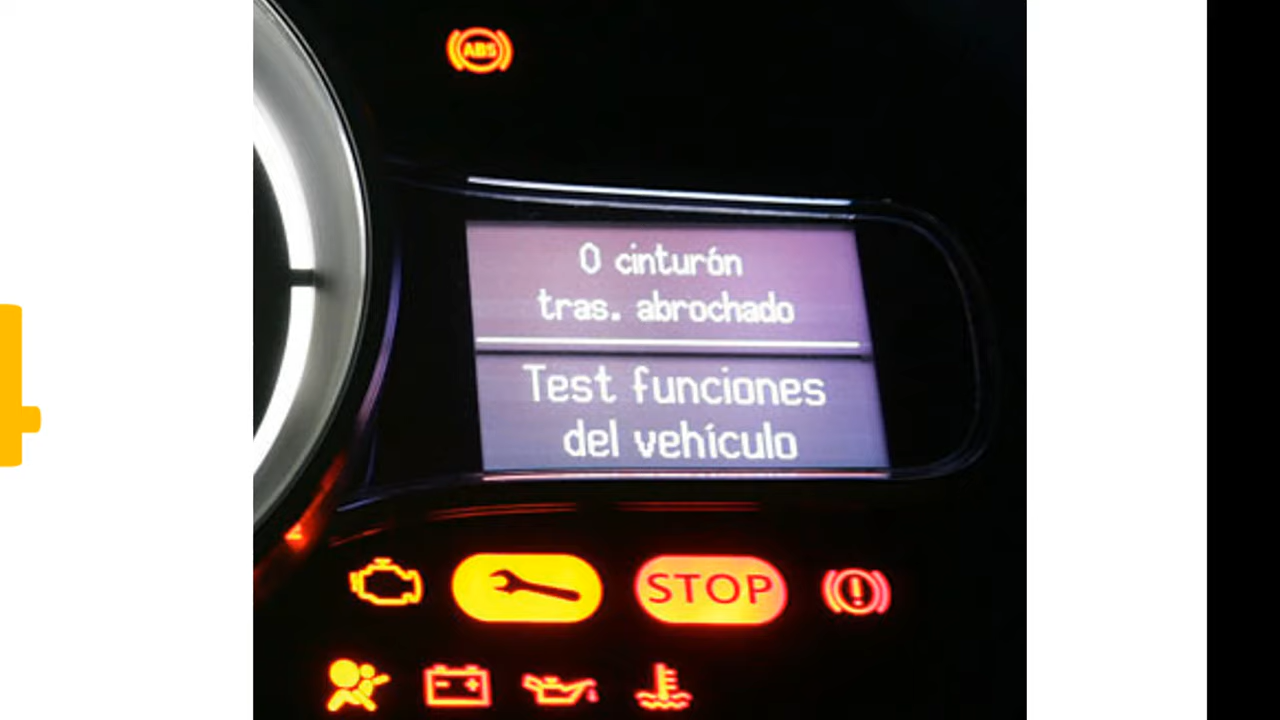 ABS
0 cinturón
tras. abrochado
Test funciones
del vehículo
STOP